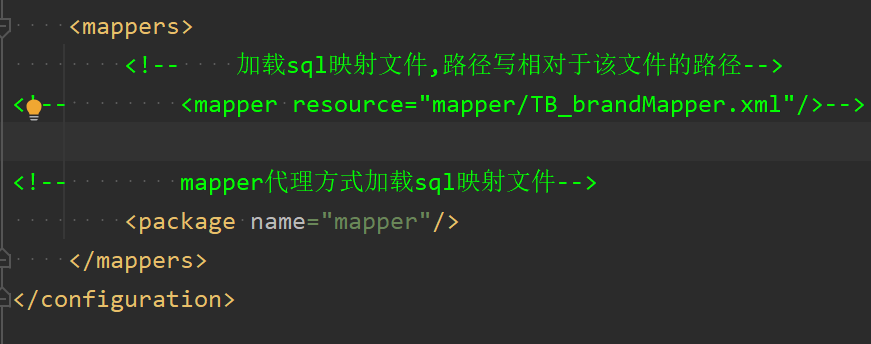 <mappers>
<!-- 加载sql映射文件,路径写相对于该文件的路径-->
<!-- <mapper resource="mapper/TB_brandMapper.xml"/>-->
<!-- mapper代理方式加载sql映射文件-->
<package name="mapper"/>
</mappers>
</configuration>